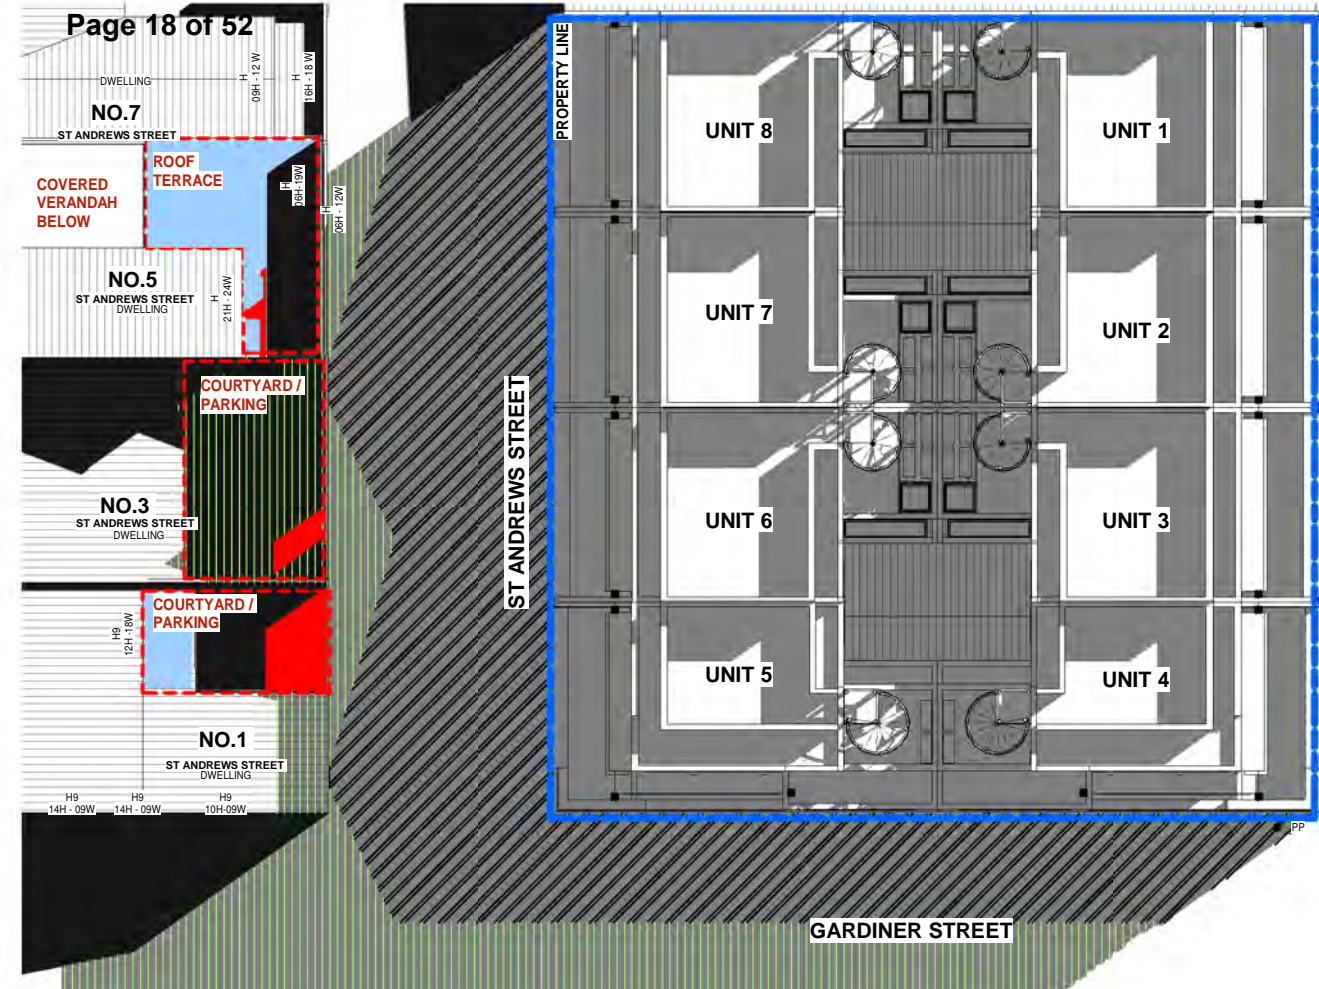 Page 18 of 52
DWELLING
H
09H - 12 W
H
16H - 18 W
NO.7
ST ANDREWS STREET
ROOF
TERRACE
COVERED
VERANDAH
BELOW
H
06H-19W
H
06H - 12W
NO.5
ST ANDREWS STREET
DWELLING
H
21H - 24W
COURTYARD /
PARKING
NO.3
ST ANDREWS STREET
DWELLING
COURTYARD /
PARKING
H9
12H -18W
NO.1
ST ANDREWS STREET
DWELLING
H9
14H - 09W
H9
14H - 09W
H9
10H-09W
ST ANDREWS STREET
PROPERTY LINE
UNIT 8
UNIT 1
UNIT 7
UNIT 2
UNIT 6
UNIT 3
UNIT 5
UNIT 4
PP
GARDINER STREET